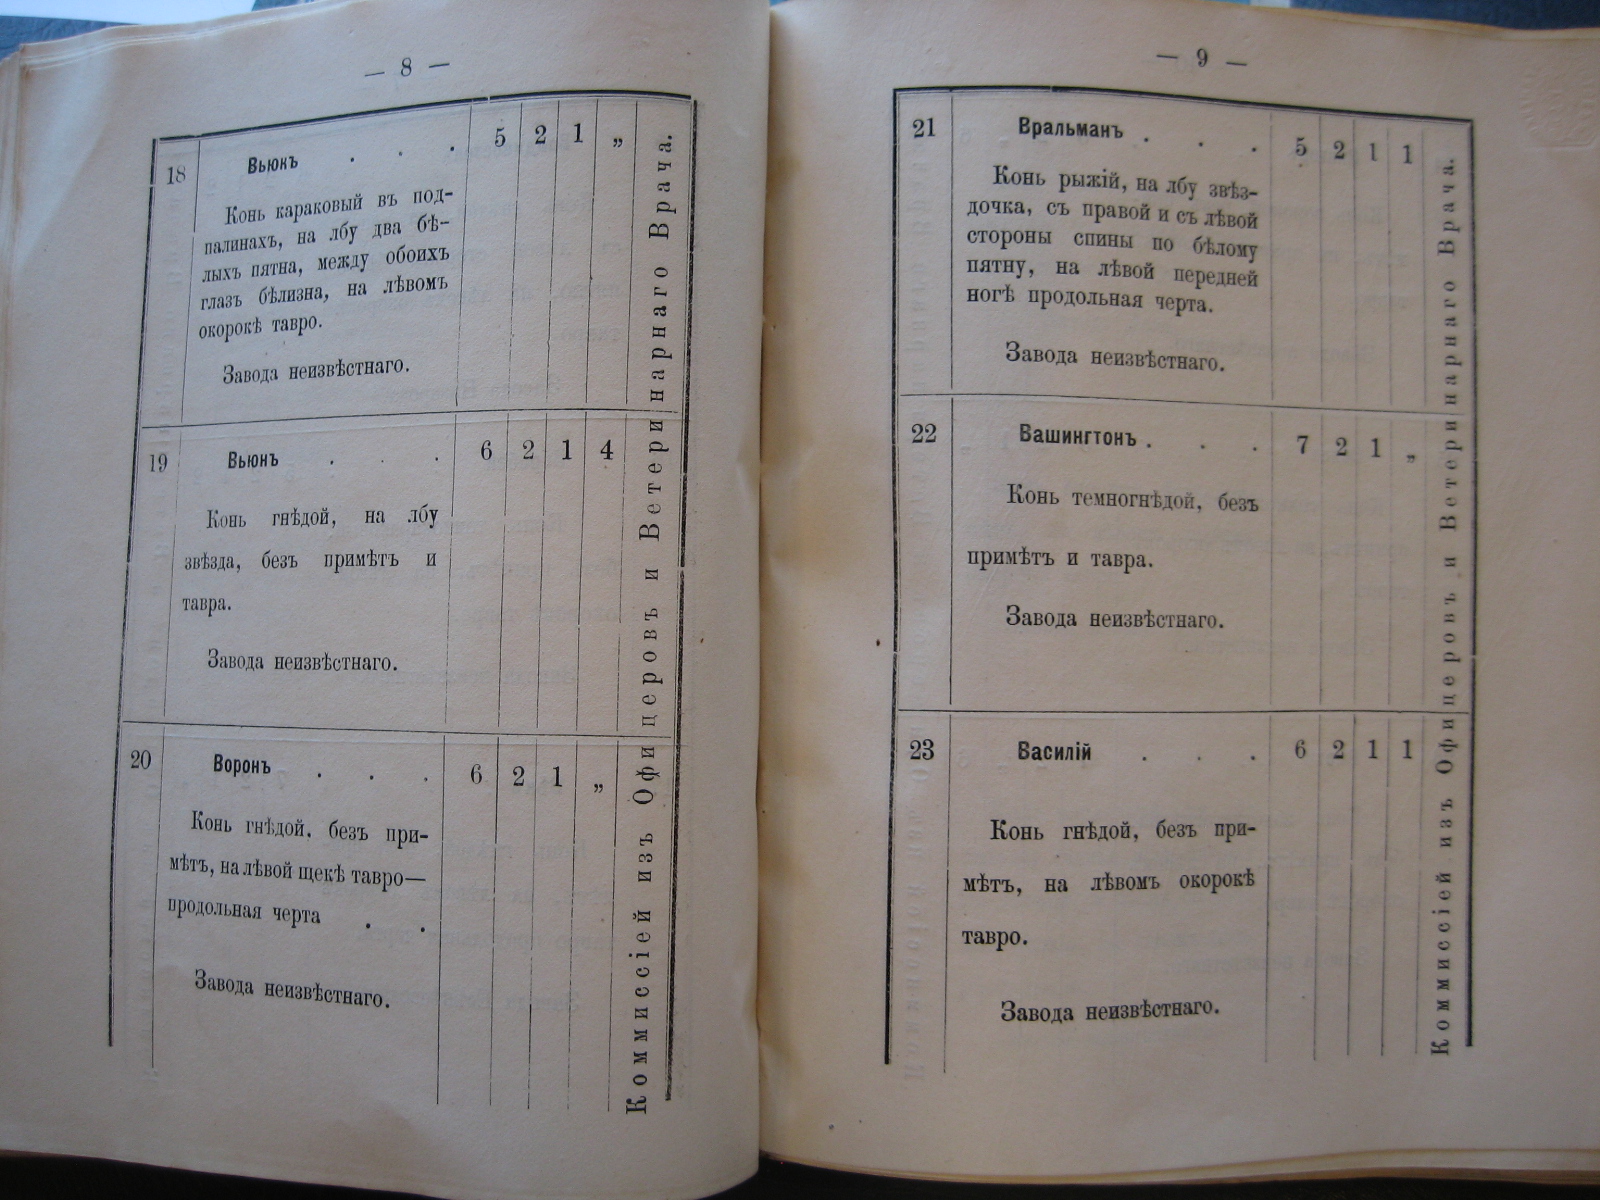 — 8 —
18 Вьюкъ . . . 5 2 1 „
Конь караковый въ под-
палинахъ, на лбу два бѣ-
лыхъ пятна, между обоихъ
глазъ бѣлизна, на лѣвомъ
окорокѣ тавро.
Завода неизвѣстнаго.
19 Вьюнъ . . . 6 2 1 4
Конь гнѣдой, на лбу
звѣзда, безъ примѣтъ и
тавра.
Завода неизвѣстнаго.
20 Воронъ . . . 6 2 1 „
Конь гнѣдой, безъ при-
мѣтъ, на лѣвой щекѣ тавро—
продольная черта . .
Завода неизвѣстнаго.
Коммиссіей изъ Офицеровъ и Ветеринарнаго Врача.
— 9 —
21 Вральманъ . . . 5 2 1 1
Конь рыжій, на лбу звѣз-
дочка, съ правой и съ лѣвой
стороны спины по бѣлому
пятну, на лѣвой передней
ногѣ продольная черта.
Завода неизвѣстнаго.
22 Вашингтонъ . . . 7 2 1 „
Конь темногнѣдой, безъ
примѣтъ и тавра.
Завода неизвѣстнаго.
23 Василій . . . 6 2 1 1
Конь гнѣдой, безъ при-
мѣтъ, на лѣвомъ окорокѣ
тавро.
Завода неизвѣстнаго.
Коммиссіей изъ Офицеровъ и Ветеринарнаго Врача.